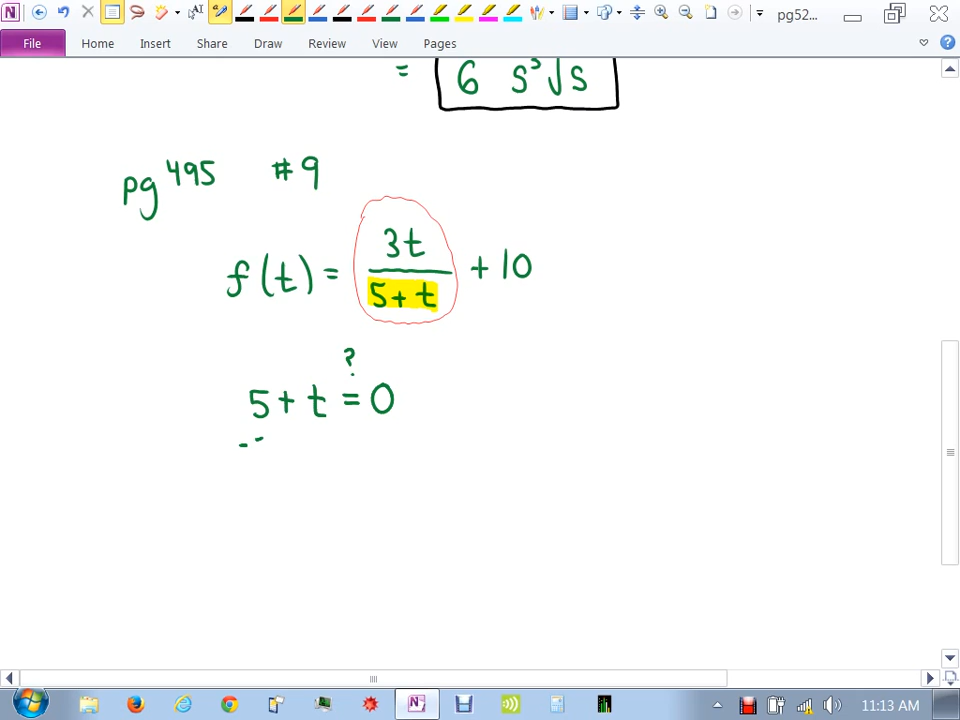 pg52...
File Home Insert Share Draw Review View Pages
= 6 s³√s
pg 495 #9
f(t) = 3t / 5+t + 10
?
5 + t = 0
11:13 AM